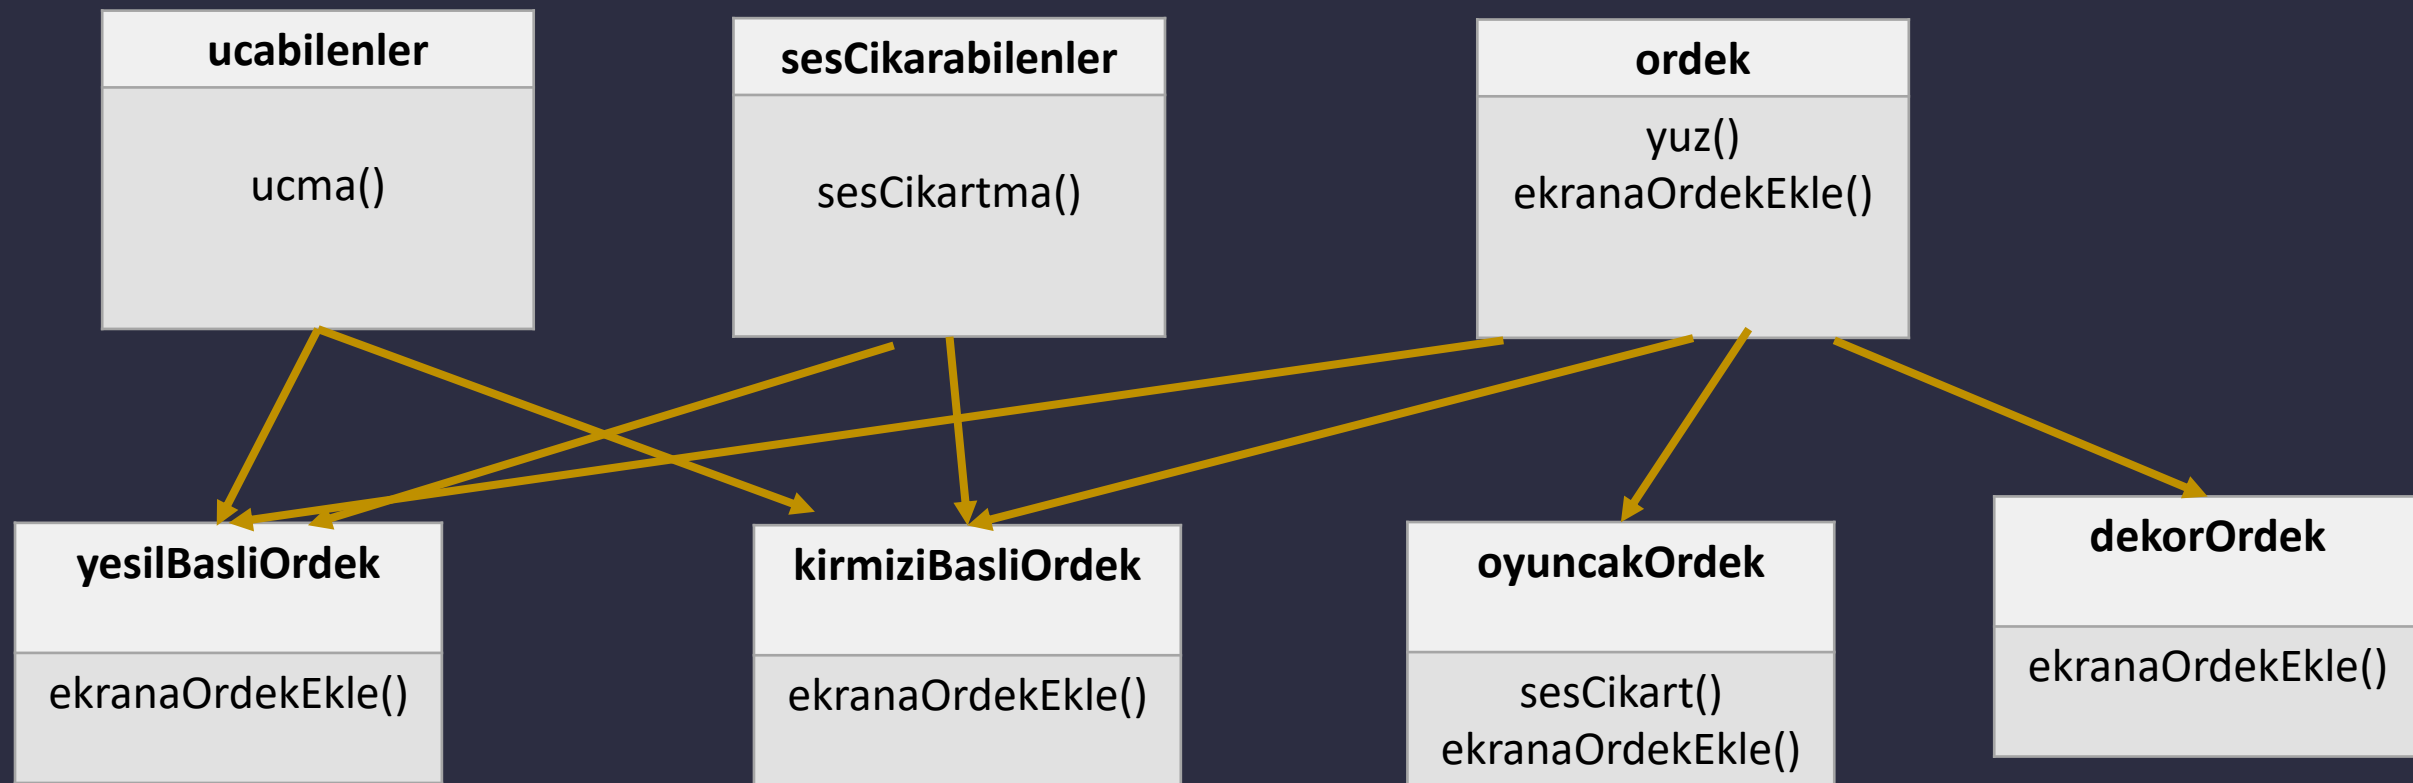 ucabilenler
ucma()
sesCikarabilenler
sesCikartma()
ordek
yuz()
ekranaOrdekEkle()
yesilBasliOrdek
ekranaOrdekEkle()
kirmiziBasliOrdek
ekranaOrdekEkle()
oyuncakOrdek
sesCikart()
ekranaOrdekEkle()
dekorOrdek
ekranaOrdekEkle()